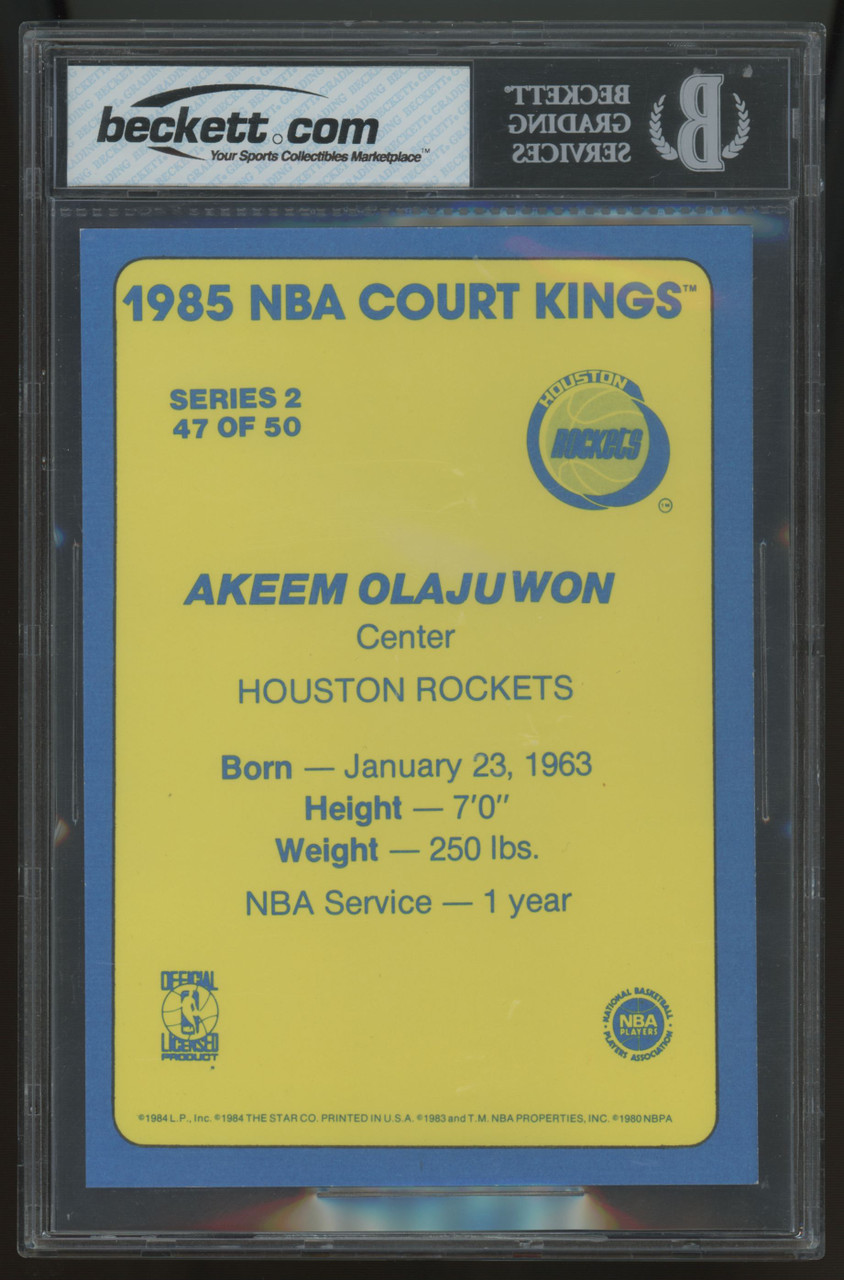 beckett.com
Your Sports Collectibles Marketplace™
BECKETT®
GRADING
SERVICES
B
1985 NBA COURT KINGS™
SERIES 2
47 OF 50
HOUSTON
ROCKETS
TM
AKEEM OLAJUWON
Center
HOUSTON ROCKETS
Born — January 23, 1963
Height — 7'0"
Weight — 250 lbs.
NBA Service — 1 year
OFFICIAL
LICENSED
PRODUCT
NATIONAL BASKETBALL
NBA
PLAYERS
PLAYERS ASSOCIATION
©1984 L.P., Inc. ©1984 THE STAR CO. PRINTED IN U.S.A. ©1983 and T.M. NBA PROPERTIES, INC. ©1980 NBPA